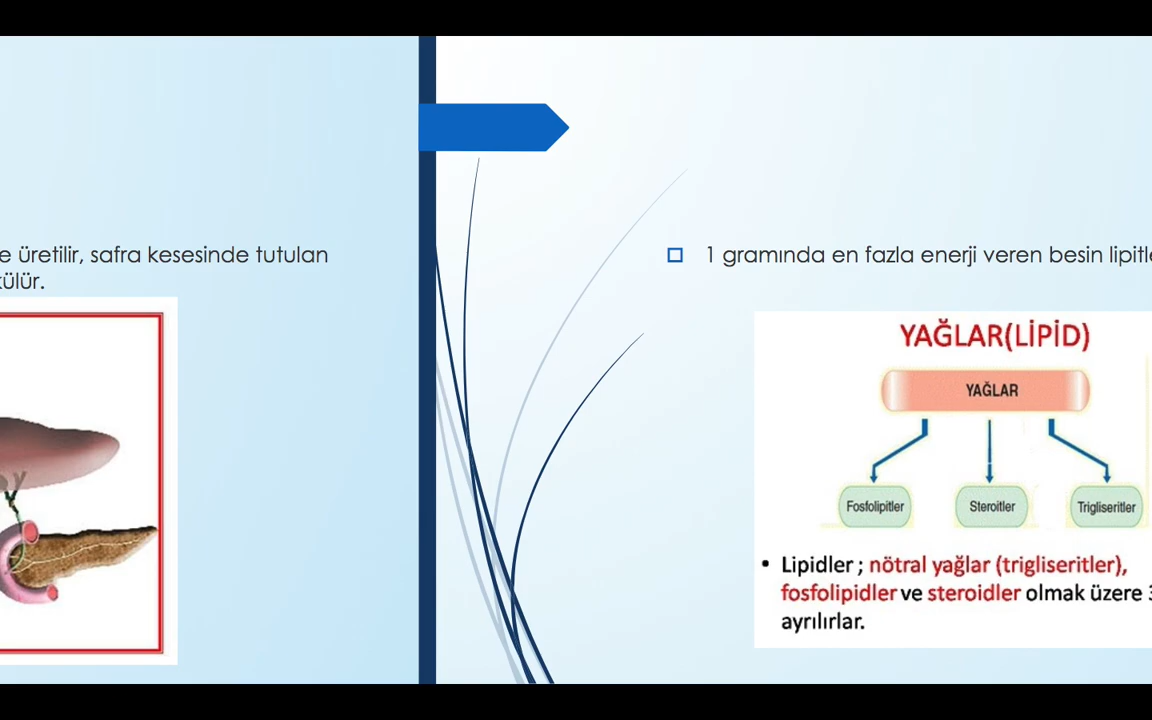 e üretilir, safra kesesinde tutulan
külür.
1 gramında en fazla enerji veren besin lipitle
YAĞLAR(LİPİD)
YAĞLAR
Fosfolipitler
Steroitler
Trigliseritler
• Lipidler ; nötral yağlar (trigliseritler),
fosfolipidler ve steroidler olmak üzere 3
ayrılırlar.